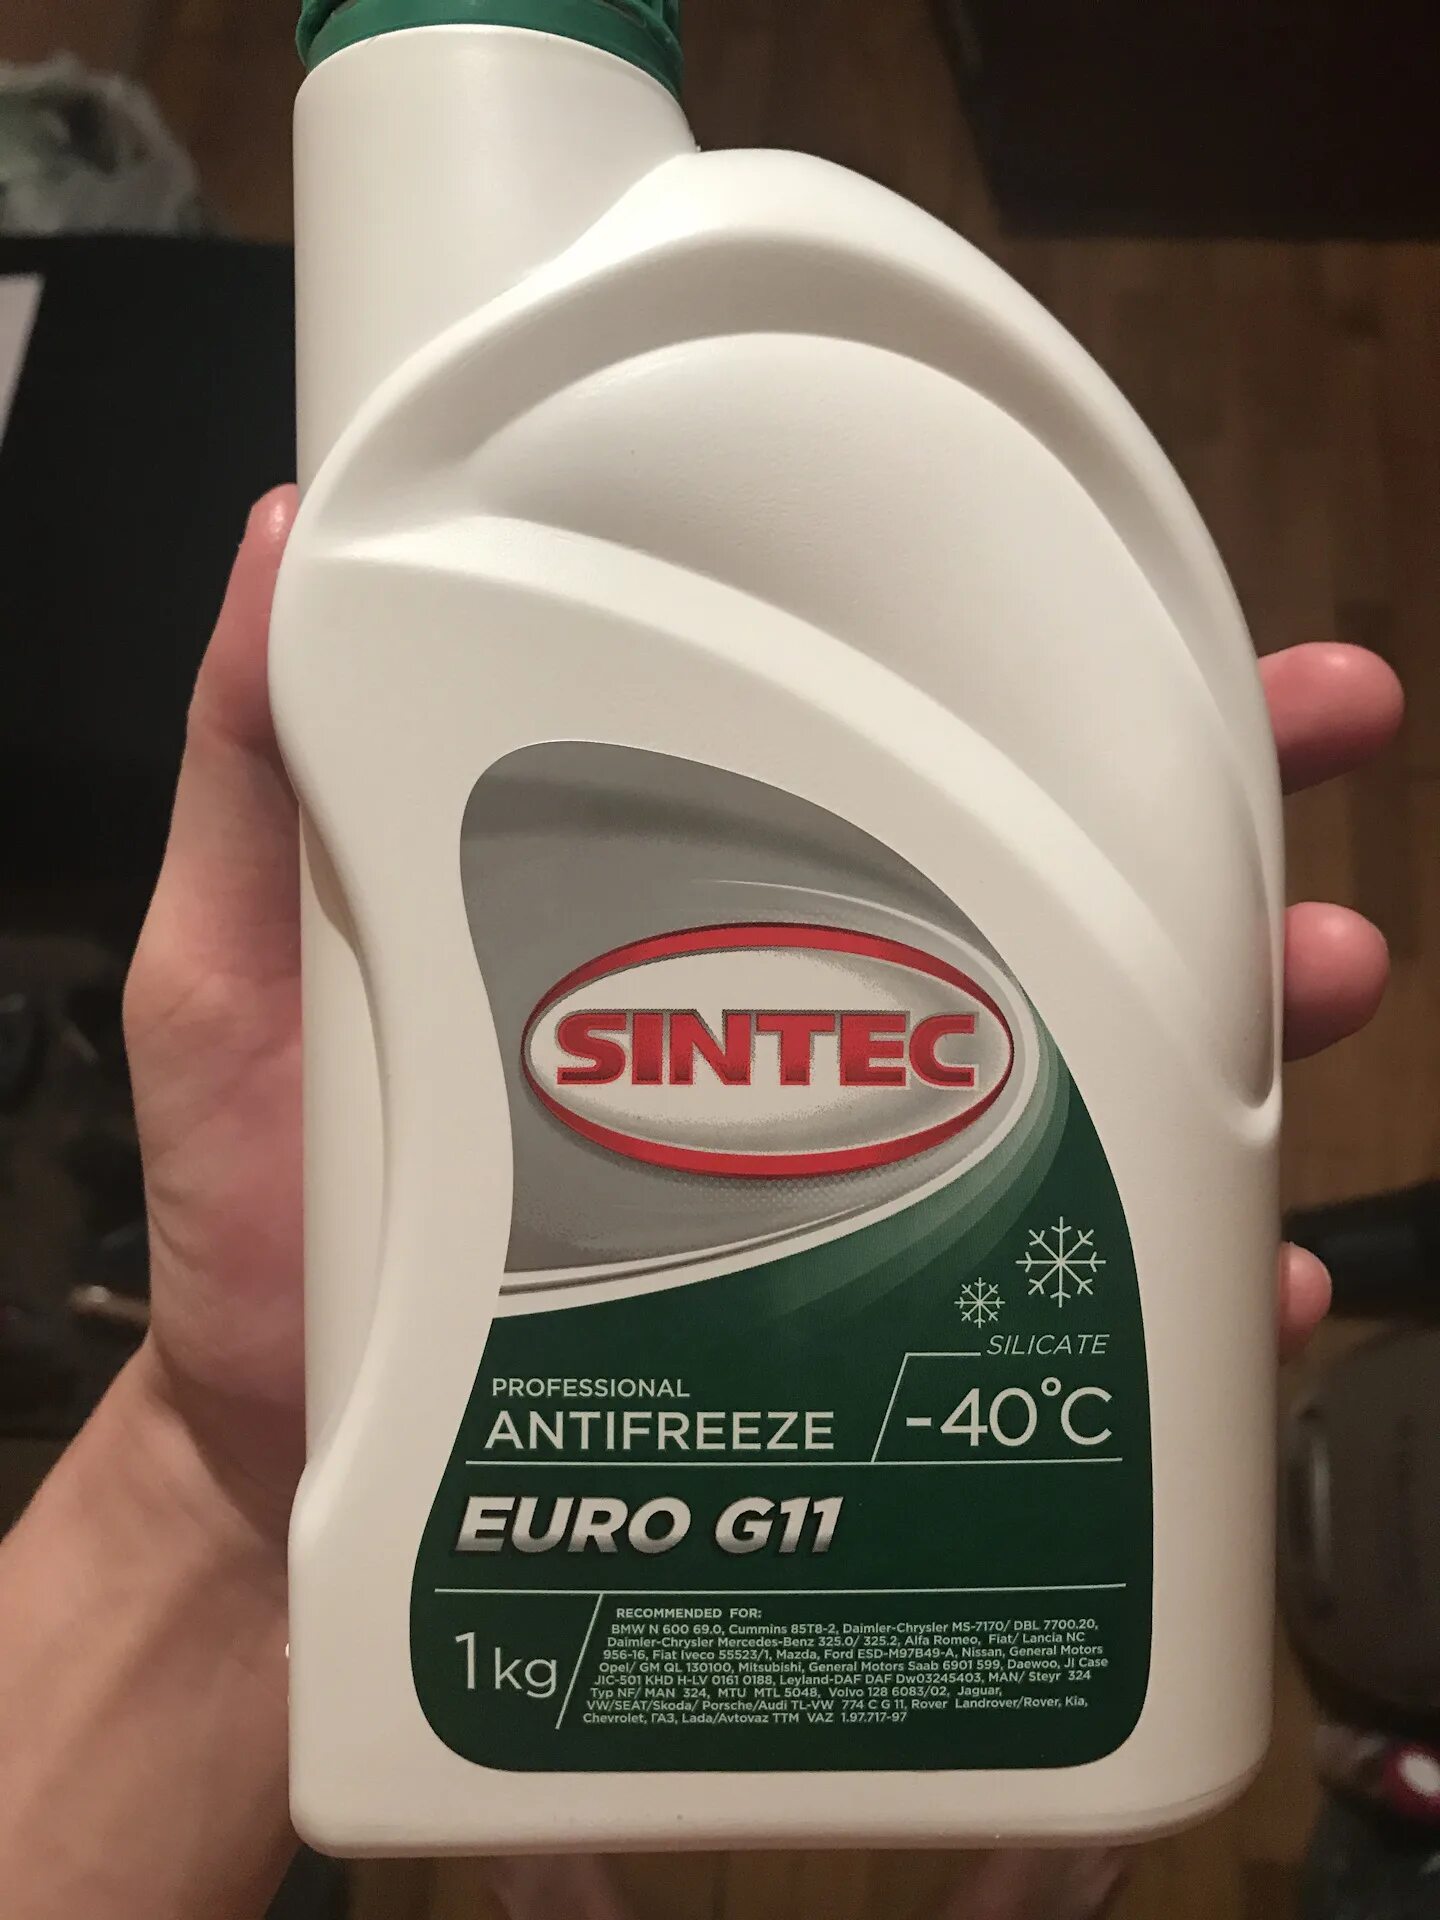 SINTEC
SILICATE
PROFESSIONAL
ANTIFREEZE
-40°C
EURO G11
1kg
RECOMMENDED FOR:
BMW N 600 69.0, Cummins 85T8-2, Daimler-Chrysler MS-7170/ DBL 7700.20,
Daimler-Chrysler Mercedes-Benz 325.0/ 325.2, Alfa Romeo, Fiat/ Lancia NC
956-16, Fiat Iveco 55523/1, Mazda, Ford ESD-M97B49-A, Nissan, General Motors
Opel/ GM QL 130100, Mitsubishi, General Motors Saab 6901 599, Daewoo, JI Case
JIC-501 KHD H-LV 0161 0188, Leyland-DAF DAF Dw03245403, MAN/ Steyr 324
Typ NF/ MAN 324, MTU MTL 5048, Volvo 128 6083/02, Jaguar,
VW/SEAT/Skoda/ Porsche/Audi TL-VW 774 C G 11, Rover Landrover/Rover, Kia,
Chevrolet, ГАЗ, Lada/Avtovaz TTM VAZ 1.97.717-97